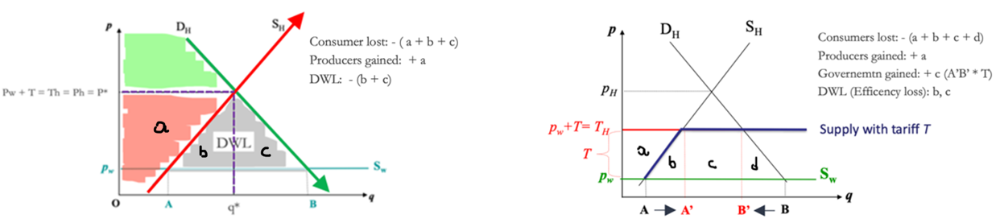 p
D_H
S_H
Consumer lost: - ( a + b + c)
Producers gained: + a
DWL: - (b + c)
Pw + T = Th = Ph = P*
a
DWL
b
c
p_w
S_w
O
A
q*
B
q
p
D_H
S_H
Consumers lost: - (a + b + c + d)
Producers gained: + a
Governemtn gained: + c (A'B' * T)
DWL (Efficency loss): b, c
p_H
p_w+T= T_H
Supply with tariff T
T
a
b
c
d
p_w
S_w
q
A
A'
B'
B